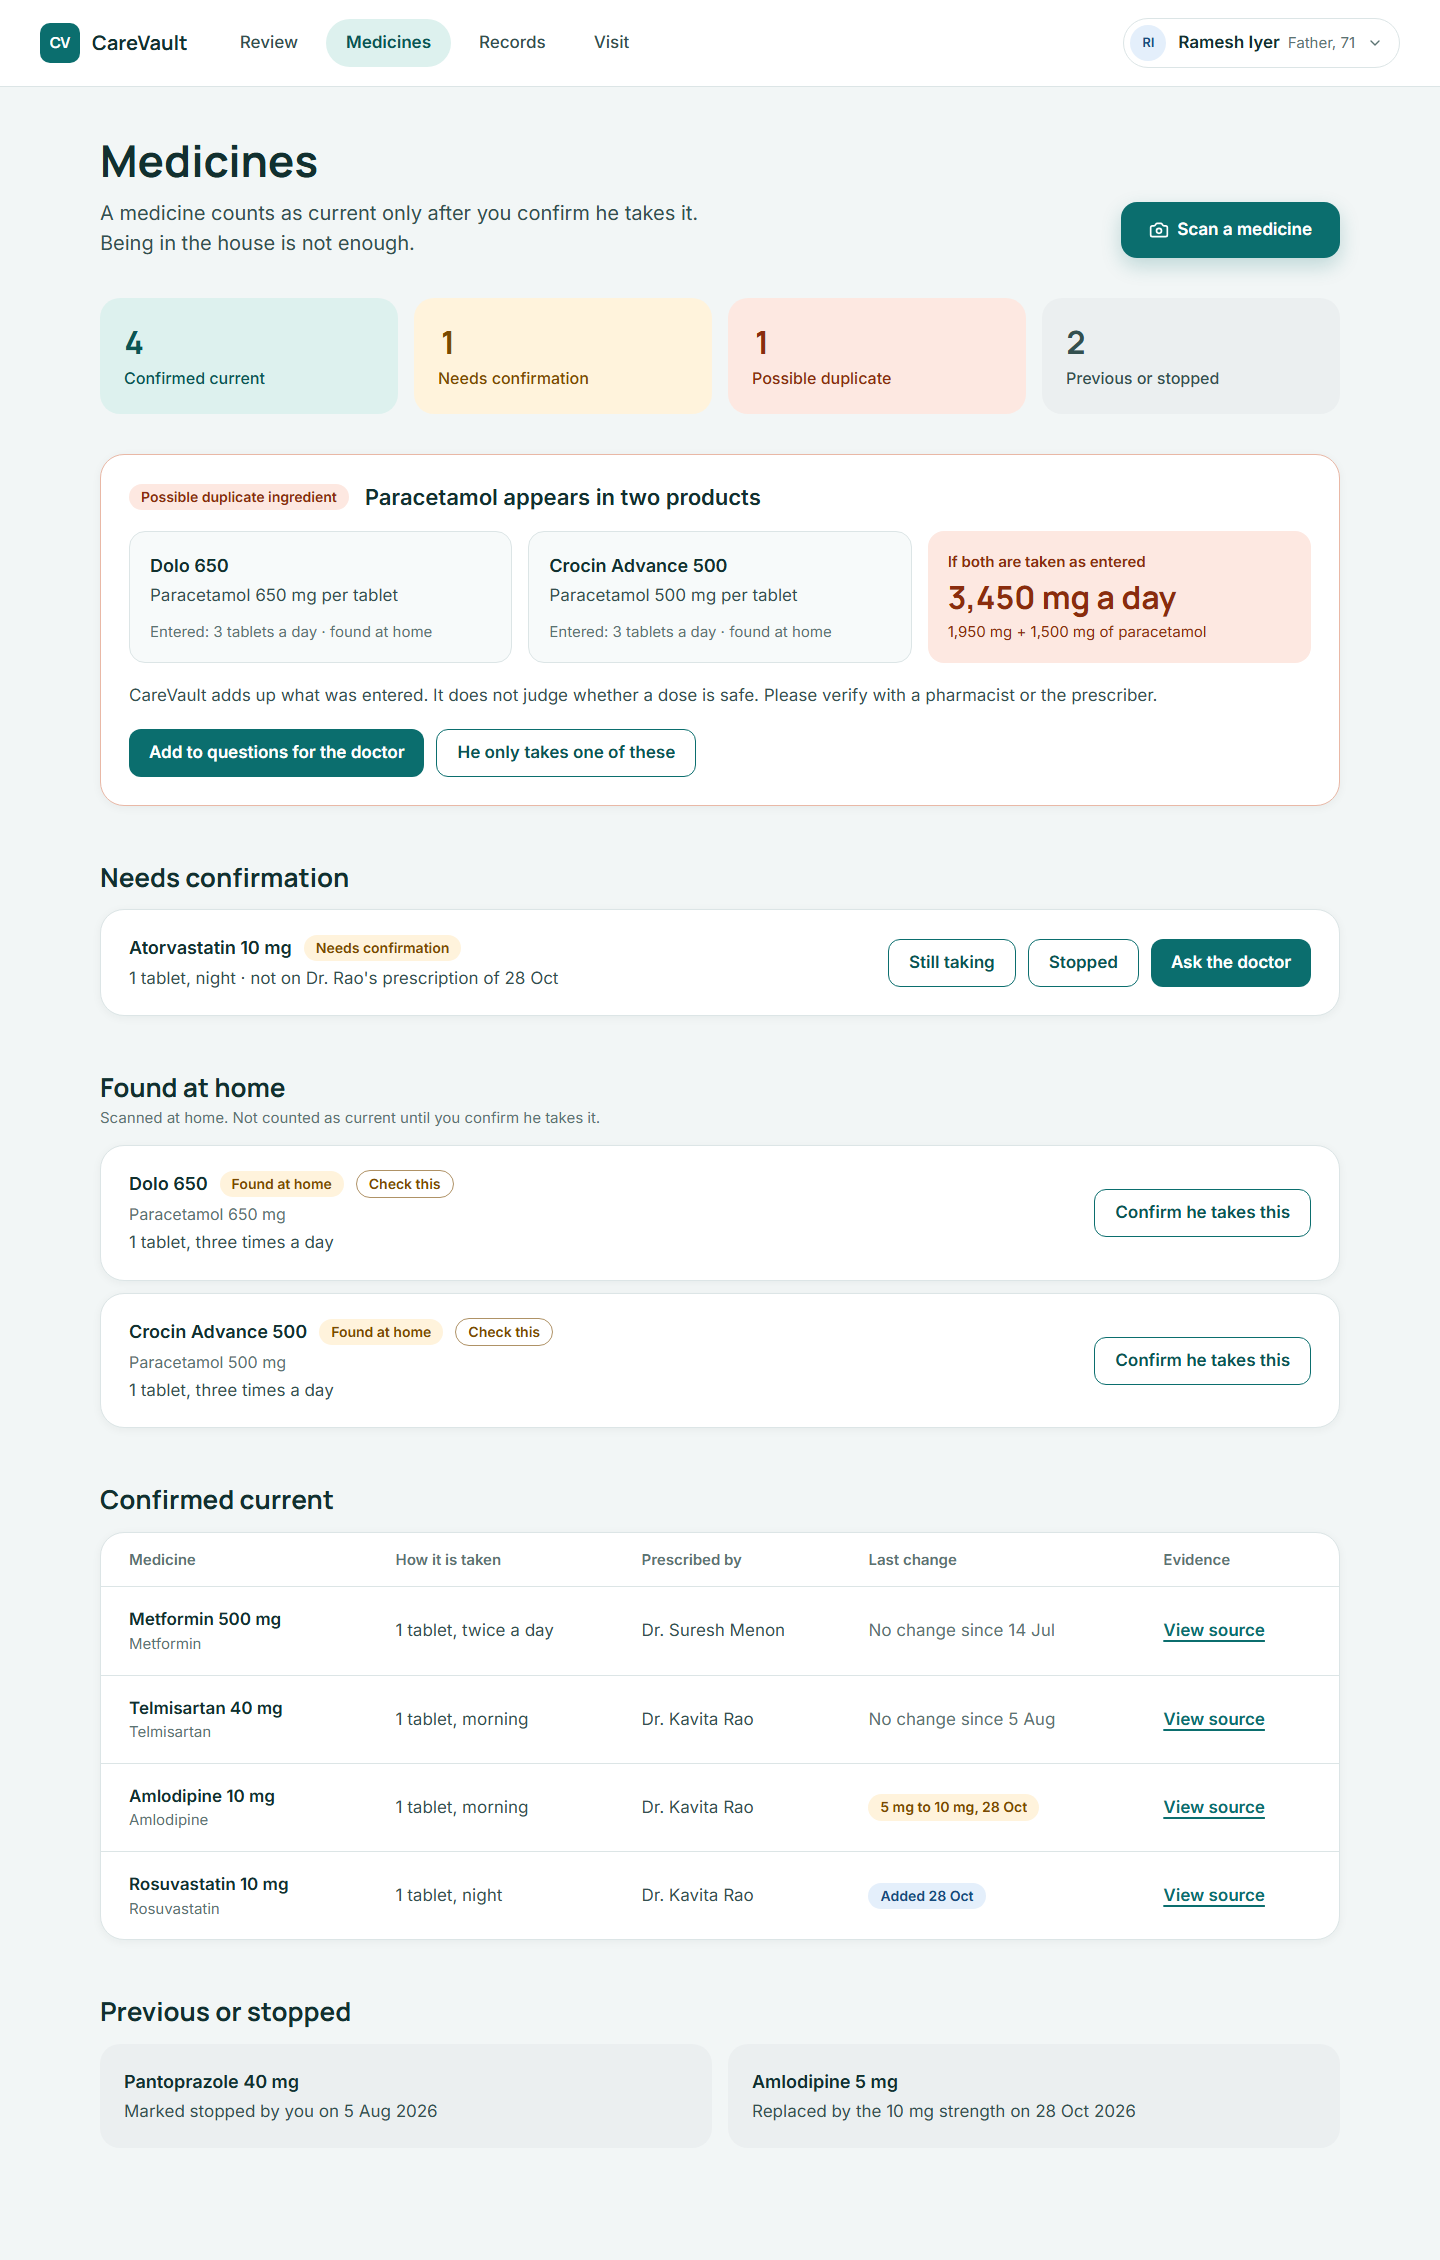 CV CareVault Review Medicines Records Visit RI Ramesh Iyer Father, 71
Medicines
A medicine counts as current only after you confirm he takes it.
Being in the house is not enough.
Scan a medicine
4
Confirmed current
1
Needs confirmation
1
Possible duplicate
2
Previous or stopped
Possible duplicate ingredient Paracetamol appears in two products
Dolo 650
Paracetamol 650 mg per tablet
Entered: 3 tablets a day · found at home
Crocin Advance 500
Paracetamol 500 mg per tablet
Entered: 3 tablets a day · found at home
If both are taken as entered
3,450 mg a day
1,950 mg + 1,500 mg of paracetamol
CareVault adds up what was entered. It does not judge whether a dose is safe. Please verify with a pharmacist or the prescriber.
Add to questions for the doctor He only takes one of these
Needs confirmation
Atorvastatin 10 mg Needs confirmation
1 tablet, night · not on Dr. Rao's prescription of 28 Oct
Still taking Stopped Ask the doctor
Found at home
Scanned at home. Not counted as current until you confirm he takes it.
Dolo 650 Found at home Check this
Paracetamol 650 mg
1 tablet, three times a day
Confirm he takes this
Crocin Advance 500 Found at home Check this
Paracetamol 500 mg
1 tablet, three times a day
Confirm he takes this
Confirmed current
Medicine How it is taken Prescribed by Last change Evidence
Metformin 500 mg
Metformin
1 tablet, twice a day Dr. Suresh Menon No change since 14 Jul View source
Telmisartan 40 mg
Telmisartan
1 tablet, morning Dr. Kavita Rao No change since 5 Aug View source
Amlodipine 10 mg
Amlodipine
1 tablet, morning Dr. Kavita Rao 5 mg to 10 mg, 28 Oct View source
Rosuvastatin 10 mg
Rosuvastatin
1 tablet, night Dr. Kavita Rao Added 28 Oct View source
Previous or stopped
Pantoprazole 40 mg
Marked stopped by you on 5 Aug 2026
Amlodipine 5 mg
Replaced by the 10 mg strength on 28 Oct 2026